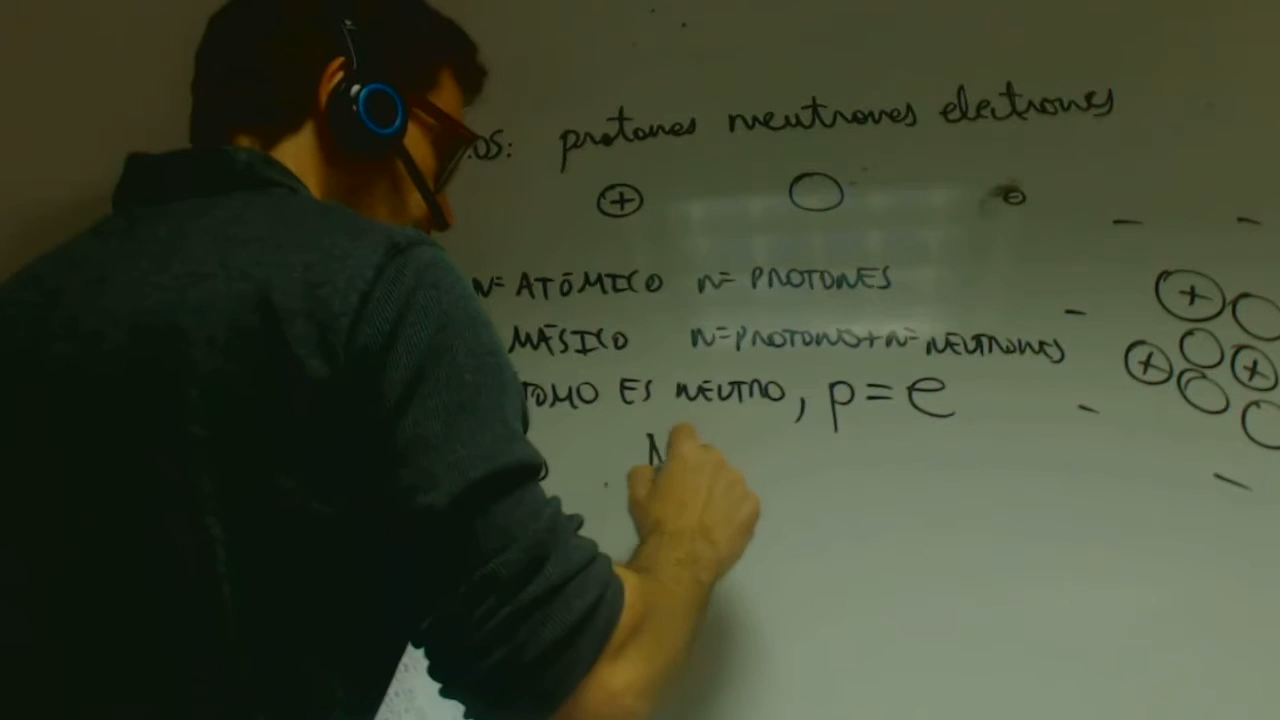 OS: protones neutrones electrones
N= ATÓMICO N= PROTONES
MÁSICO N=PROTONES+N=NEUTRONES
TOMO ES NEUTRO, p=e